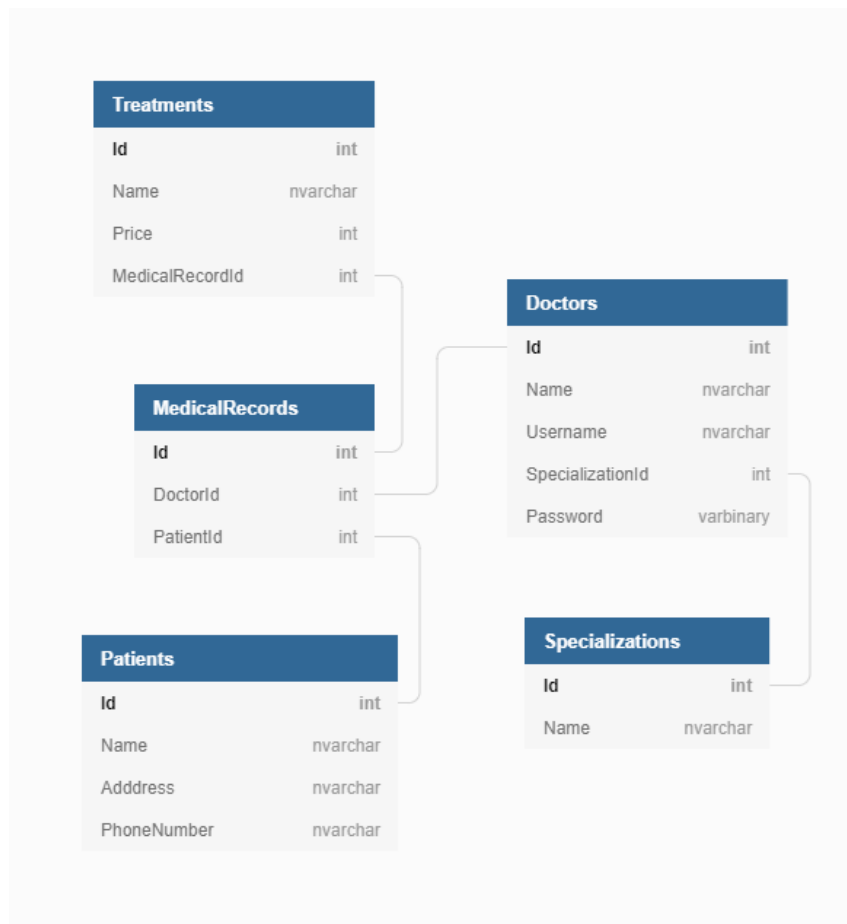 Treatments
Id int
Name nvarchar
Price int
MedicalRecordId int
Doctors
Id int
Name nvarchar
Username nvarchar
SpecializationId int
Password varbinary
MedicalRecords
Id int
DoctorId int
PatientId int
Patients
Id int
Name nvarchar
Adddress nvarchar
PhoneNumber nvarchar
Specializations
Id int
Name nvarchar